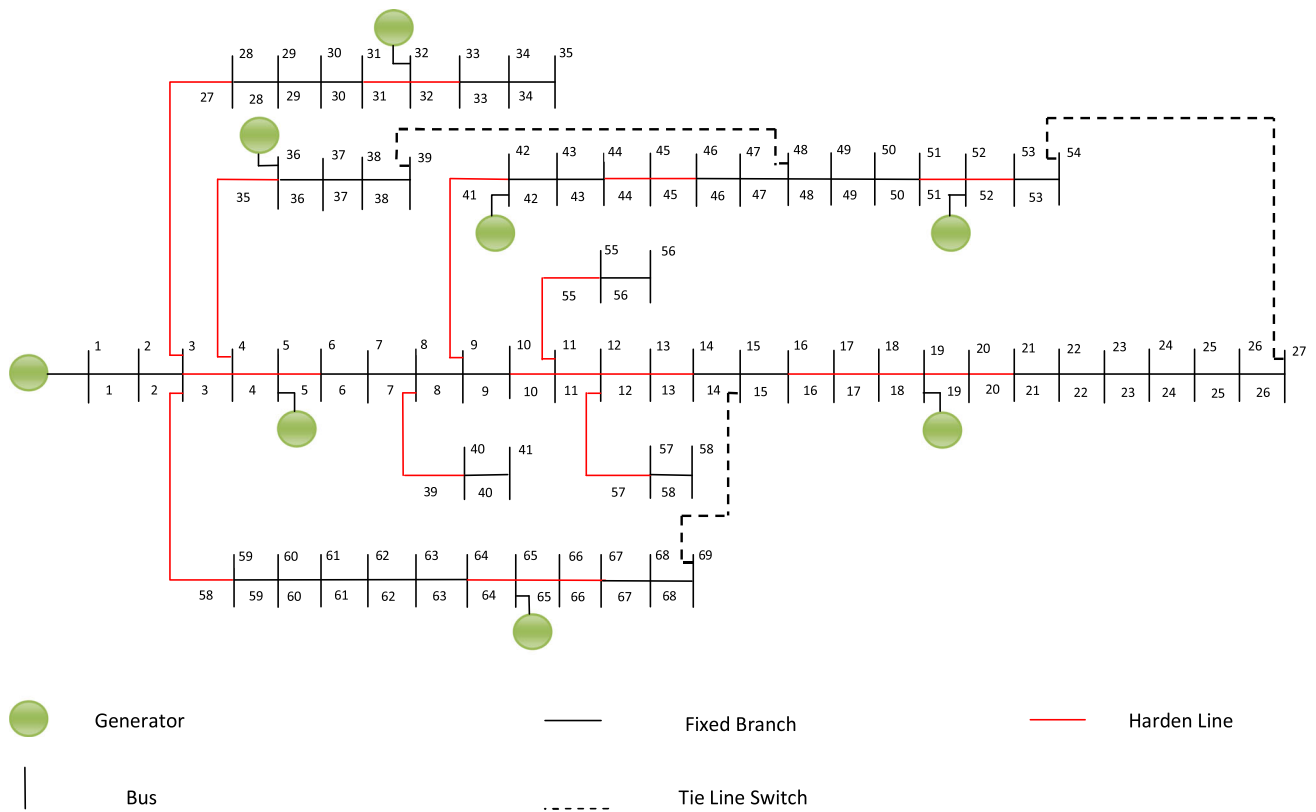 28 29 30 31 32 33 34 35
27 28 29 30 31 32 33 34
36 37 38 39
35 36 37 38
42 43 44 45 46 47 48 49 50 51 52 53 54
41 42 43 44 45 46 47 48 49 50 51 52 53
55 56
55 56
1 2 3 4 5 6 7 8 9 10 11 12 13 14 15 16 17 18 19 20 21 22 23 24 25 26 27
1 2 3 4 5 6 7 8 9 10 11 12 13 14 15 16 17 18 19 20 21 22 23 24 25 26
40 41
39 40
57 58
57 58
59 60 61 62 63 64 65 66 67 68 69
58 59 60 61 62 63 64 65 66 67 68
Generator Fixed Branch Harden Line
Bus Tie Line Switch